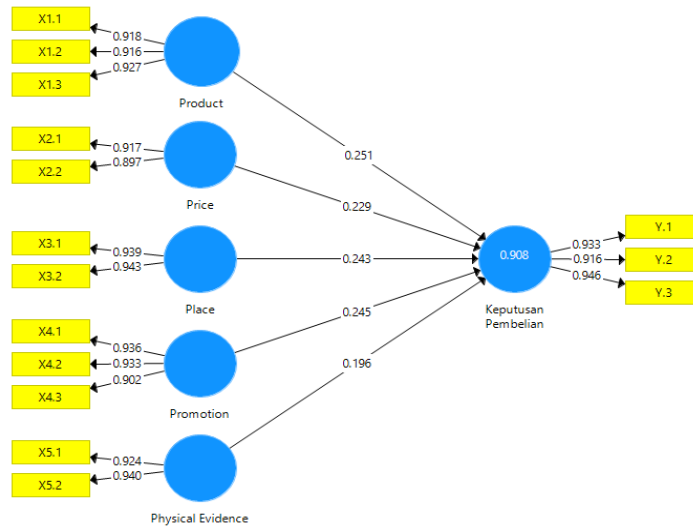 X1.1
0.918
X1.2
0.916
X1.3
0.927
Product
X2.1
0.917
X2.2
0.897
Price
X3.1
0.939
X3.2
0.943
Place
X4.1
0.936
X4.2
0.933
X4.3
0.902
Promotion
X5.1
0.924
X5.2
0.940
Physical Evidence
0.251
0.229
0.243
0.245
0.196
0.908
Keputusan
Pembelian
0.933
Y.1
0.916
Y.2
0.946
Y.3